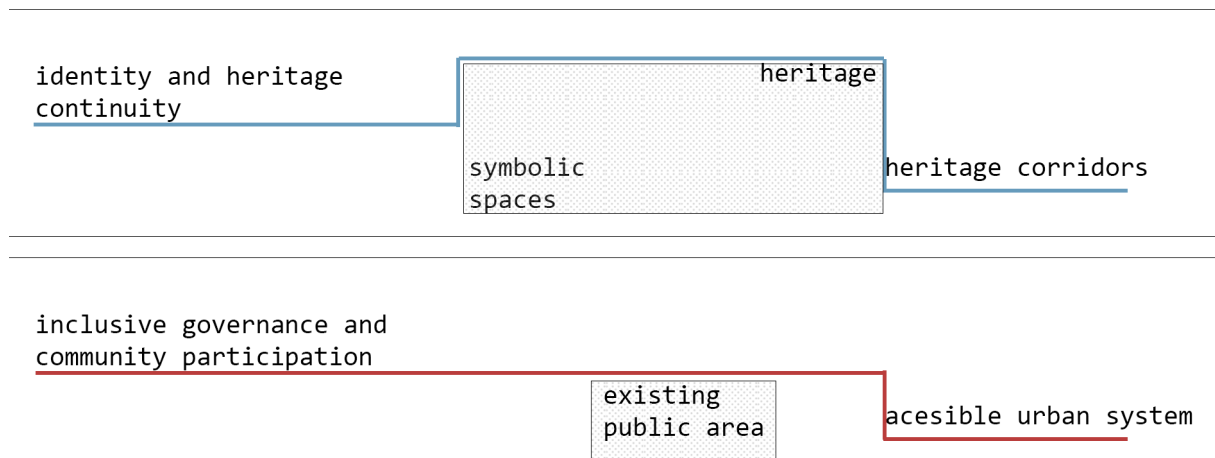 identity and heritage
continuity
heritage
symbolic
spaces
heritage corridors
inclusive governance and
community participation
existing
public area
acesible urban system